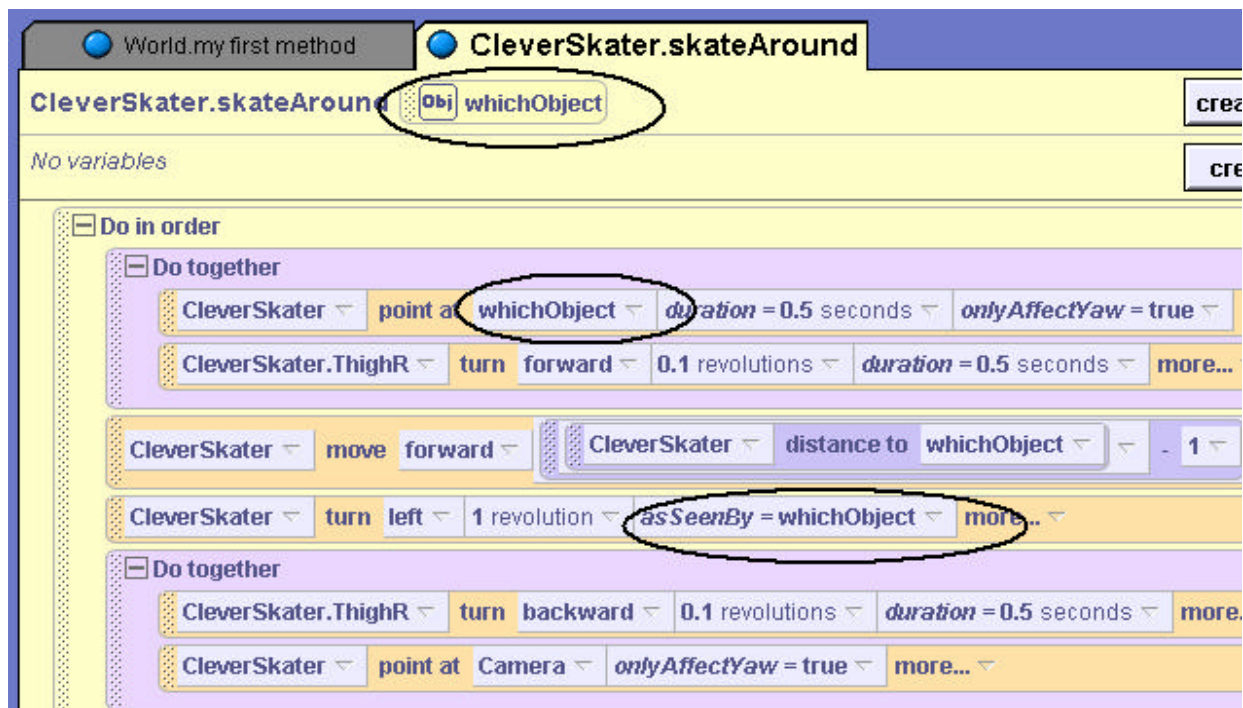 World.my first method CleverSkater.skateAround
CleverSkater.skateAround Obj whichObject crea
No variables cre
Do in order
Do together
CleverSkater point at whichObject duration = 0.5 seconds onlyAffectYaw = true
CleverSkater.ThighR turn forward 0.1 revolutions duration = 0.5 seconds more...
CleverSkater move forward CleverSkater distance to whichObject - 1
CleverSkater turn left 1 revolution asSeenBy = whichObject more...
Do together
CleverSkater.ThighR turn backward 0.1 revolutions duration = 0.5 seconds more.
CleverSkater point at Camera onlyAffectYaw = true more...